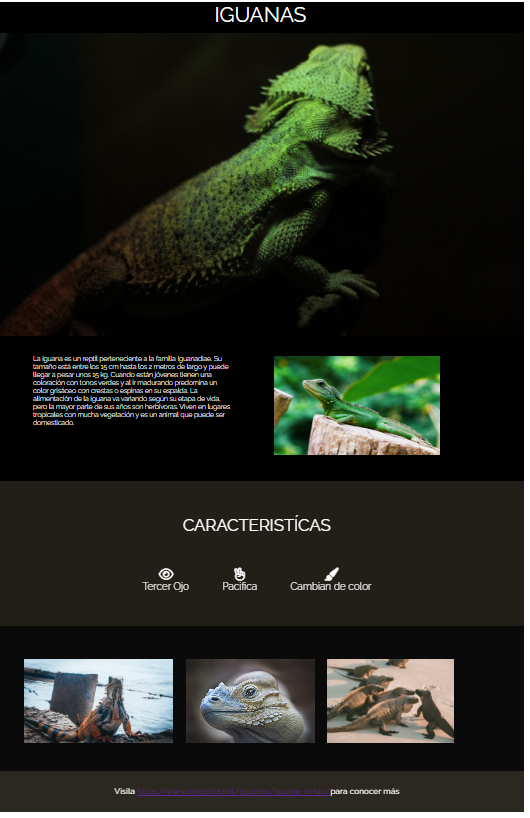 IGUANAS
La iguana es un reptil perteneciente a la familia Iguanadiae. Su
tamaño está entre los 15 cm hasta los 2 metros de largo y puede
llegar a pesar unos 15 kg. Cuando están jóvenes tienen una
coloración con tonos verdes y al ir madurando predomina un
color grisáceo con crestas o espinas en su espalda. La
alimentación de la iguana va variando según su etapa de vida,
pero la mayor parte de sus años son herbívoras. Viven en lugares
tropicales con mucha vegetación y es un animal que puede ser
domesticado.
CARACTERISTÍCAS
Tercer Ojo
Pacífica
Cambian de color
Visita para conocer más